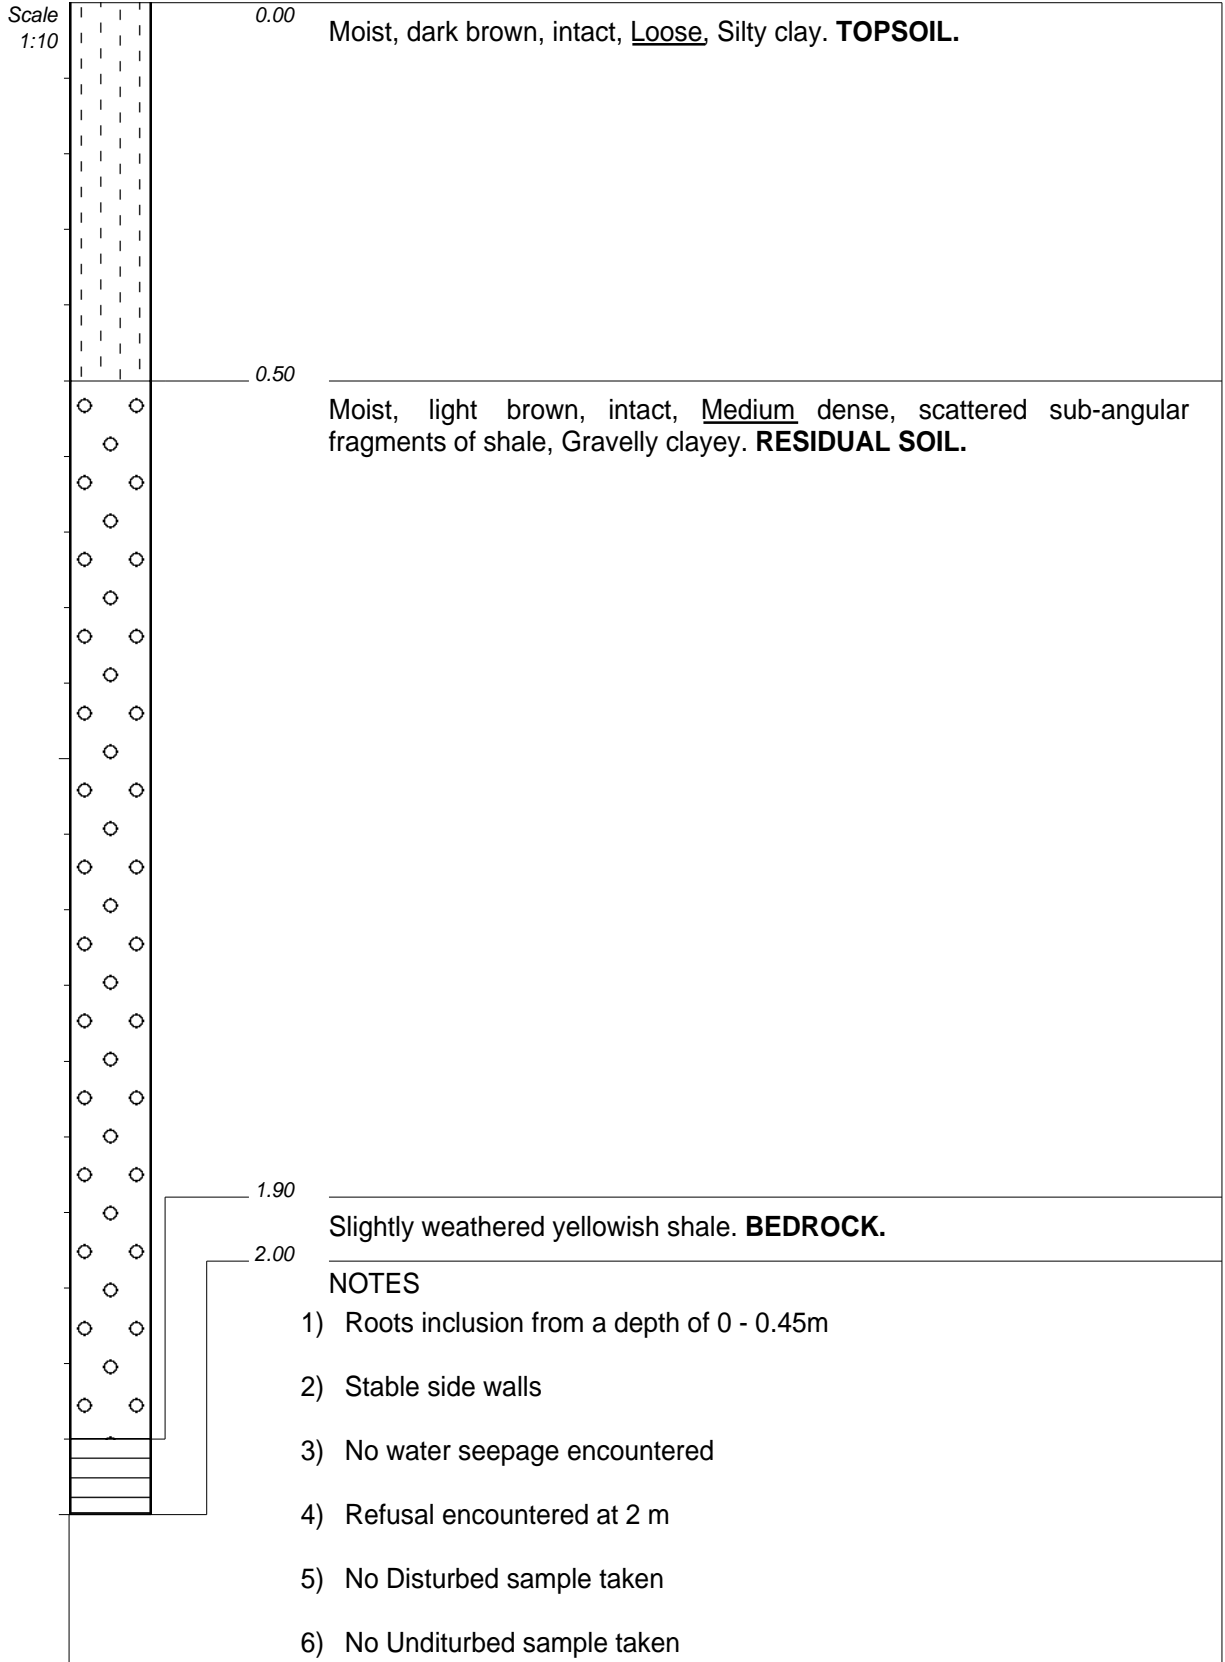 Scale
1:10
0.00
Moist, dark brown, intact, Loose, Silty clay. TOPSOIL.
0.50
Moist, light brown, intact, Medium dense, scattered sub-angular
fragments of shale, Gravelly clayey. RESIDUAL SOIL.
1.90
Slightly weathered yellowish shale. BEDROCK.
2.00
NOTES
1) Roots inclusion from a depth of 0 - 0.45m
2) Stable side walls
3) No water seepage encountered
4) Refusal encountered at 2 m
5) No Disturbed sample taken
6) No Unditurbed sample taken